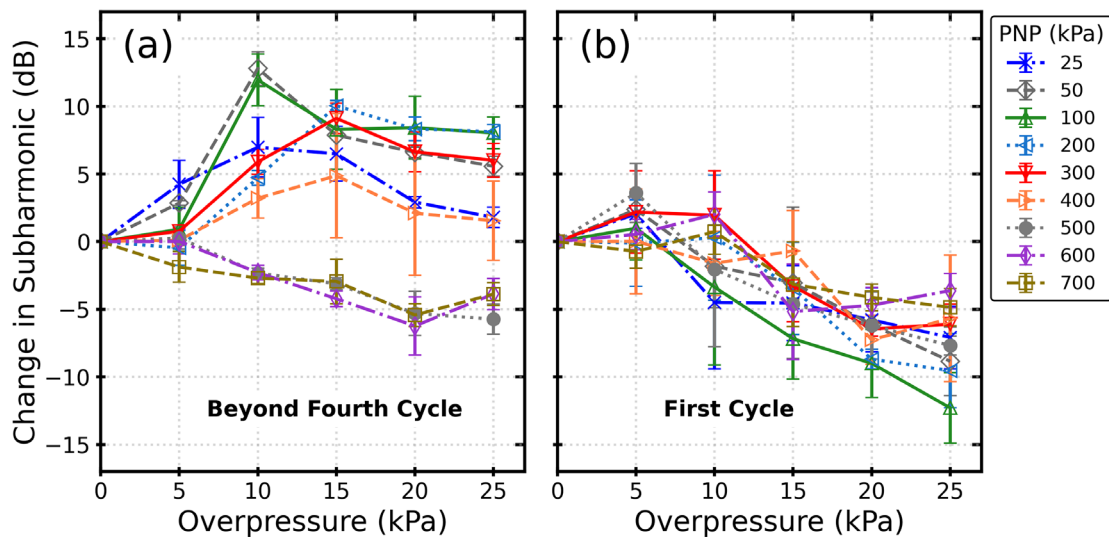 (a)
(b)
Change in Subharmonic (dB)
15
10
5
0
−5
−10
−15
Beyond Fourth Cycle
First Cycle
0 5 10 15 20 25
0 5 10 15 20 25
Overpressure (kPa)
Overpressure (kPa)
PNP (kPa)
25
50
100
200
300
400
500
600
700